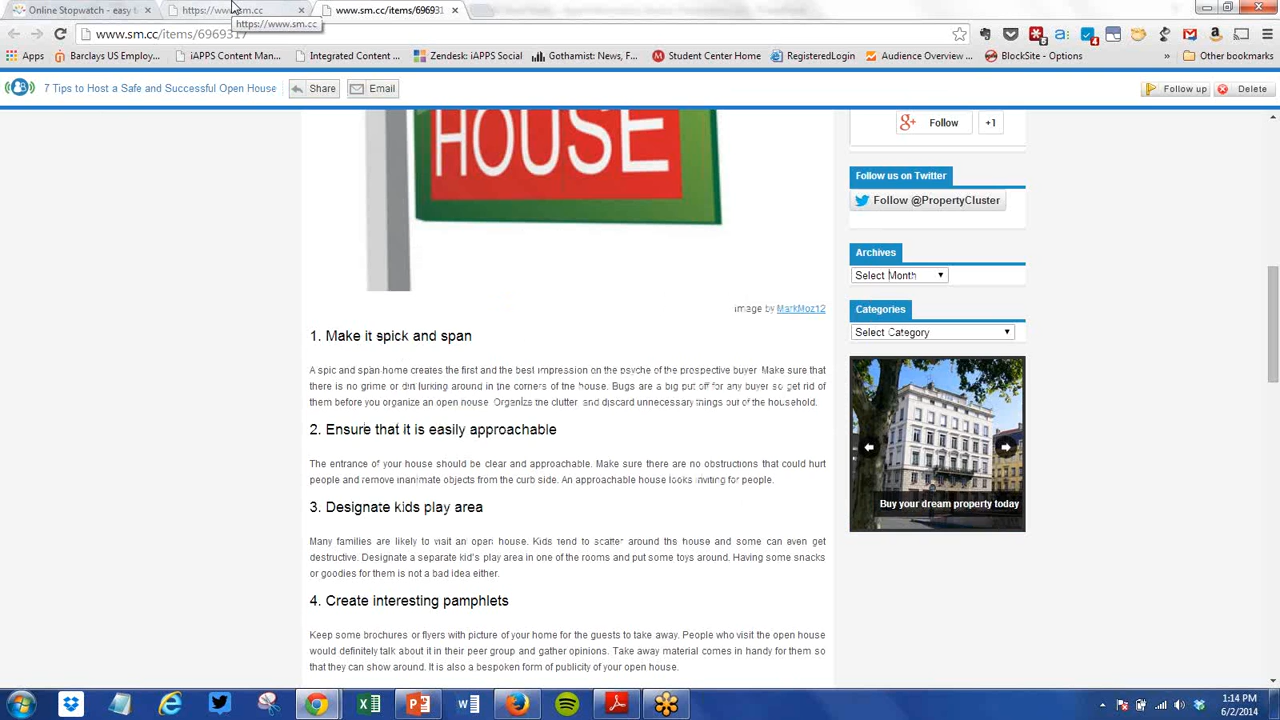 Online Stopwatch - easy t
https://www.sm.cc
www.sm.cc/items/696931
https://www.sm.cc
www.sm.cc/items/6969317
Apps
Barclays US Employ...
iAPPS Content Man...
Integrated Content ...
Zendesk: iAPPS Social
Gothamist: News, F...
Student Center Home
RegisteredLogin
Audience Overview ...
BlockSite - Options
Other bookmarks
7 Tips to Host a Safe and Successful Open House
Share
Email
Follow up
Delete
HOUSE
Follow
+1
Follow us on Twitter
Follow @PropertyCluster
Archives
Select Month
Categories
Select Category
Buy your dream property today
image by MarkMoz12
1. Make it spick and span
A spic and span home creates the first and the best impression on the psyche of the prospective buyer. Make sure that
there is no grime or dirt lurking around in the corners of the house. Bugs are a big put off for any buyer so get rid of
them before you organize an open house. Organize the clutter and discard unnecessary things out of the household.
2. Ensure that it is easily approachable
The entrance of your house should be clear and approachable. Make sure there are no obstructions that could hurt
people and remove inanimate objects from the curb side. An approachable house looks inviting for people.
3. Designate kids play area
Many families are likely to visit an open house. Kids tend to scatter around the house and some can even get
destructive. Designate a separate kid's play area in one of the rooms and put some toys around. Having some snacks
or goodies for them is not a bad idea either.
4. Create interesting pamphlets
Keep some brochures or flyers with picture of your home for the guests to take away. People who visit the open house
would definitely talk about it in their peer group and gather opinions. Take away material comes in handy for them so
that they can show around. It is also a bespoken form of publicity of your open house.
1:14 PM
6/2/2014